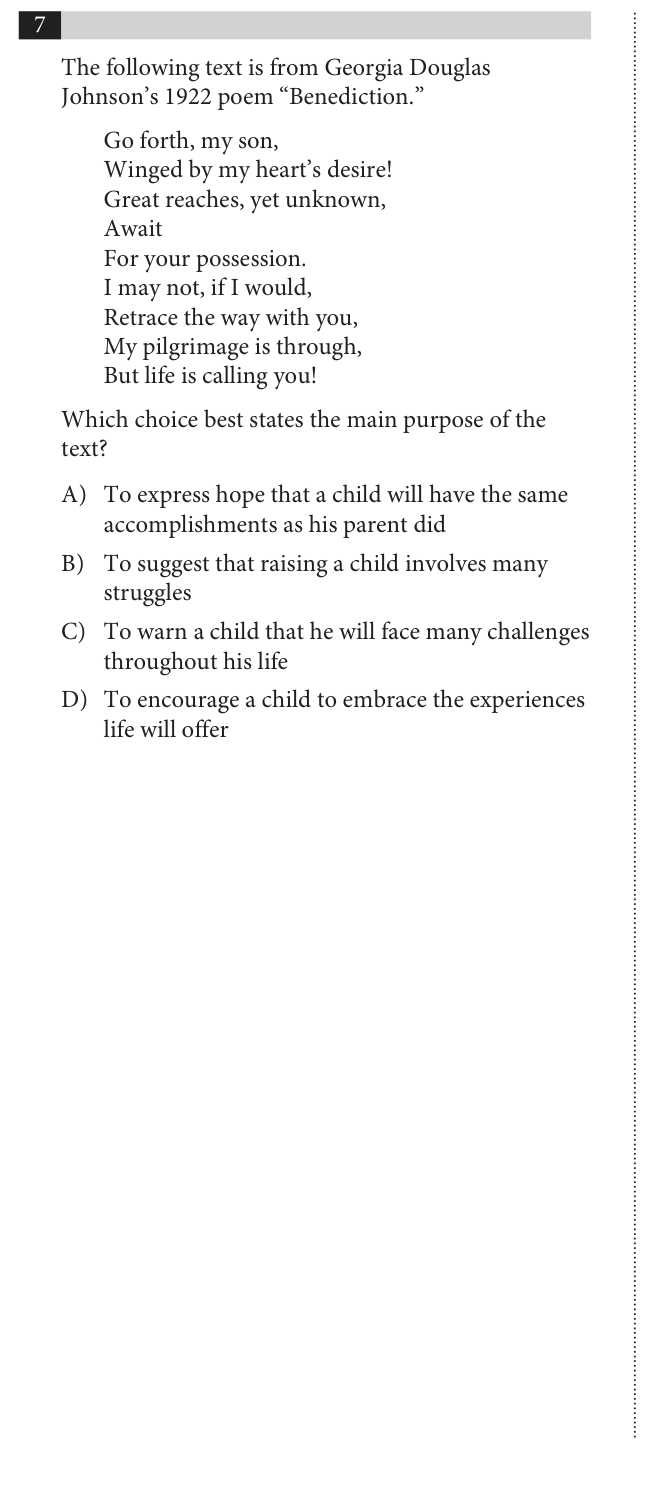 7
The following text is from Georgia Douglas
Johnson’s 1922 poem “Benediction.”
Go forth, my son,
Winged by my heart’s desire!
Great reaches, yet unknown,
Await
For your possession.
I may not, if I would,
Retrace the way with you,
My pilgrimage is through,
But life is calling you!
Which choice best states the main purpose of the
text?
A) To express hope that a child will have the same
accomplishments as his parent did
B) To suggest that raising a child involves many
struggles
C) To warn a child that he will face many challenges
throughout his life
D) To encourage a child to embrace the experiences
life will offer